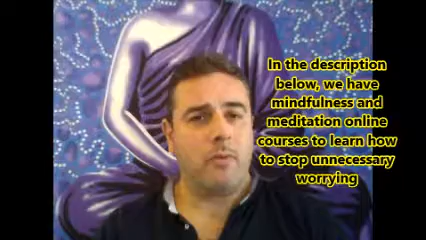 In the description
below, we have
mindfulness and
meditation online
courses to learn how
to stop unnecessary
worrying